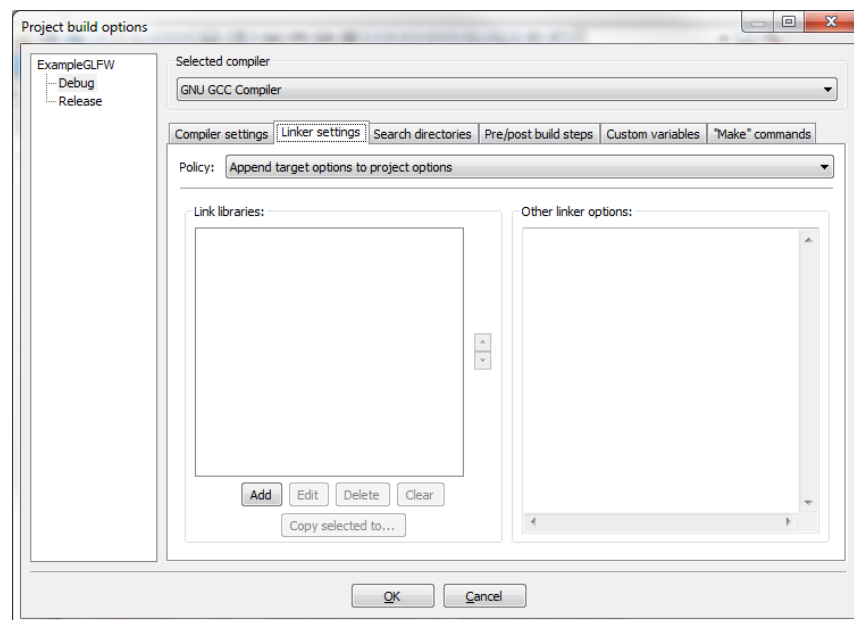 Project build options
ExampleGLFW
Debug
Release
Selected compiler
GNU GCC Compiler
Compiler settings Linker settings Search directories Pre/post build steps Custom variables "Make" commands
Policy: Append target options to project options
Link libraries:
Other linker options:
Add Edit Delete Clear
Copy selected to...
OK Cancel